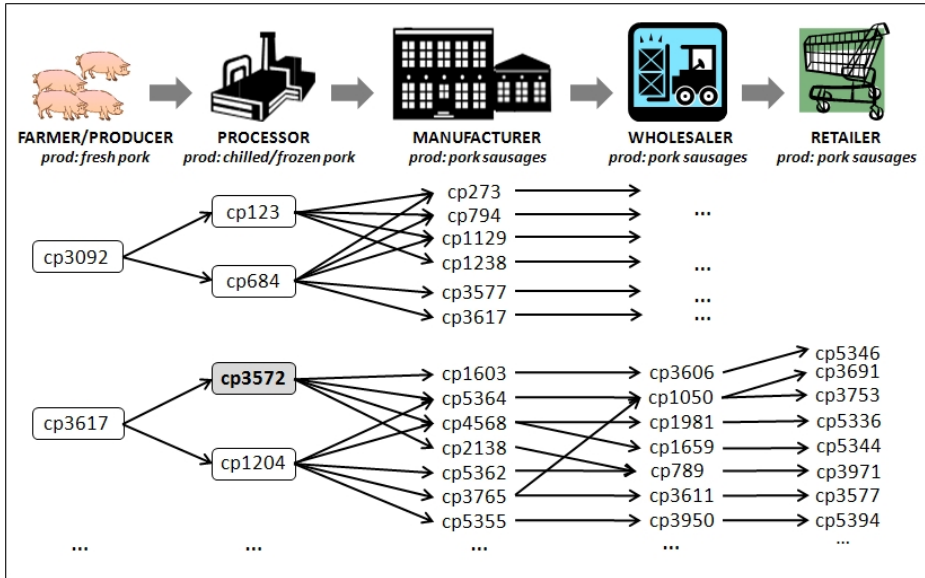 FARMER/PRODUCER PROCESSOR MANUFACTURER WHOLESALER RETAILER
prod: fresh pork prod: chilled/frozen pork prod: pork sausages prod: pork sausages prod: pork sausages
cp273
cp123 cp794 ...
cp1129
cp3092 cp1238 ...
cp684
cp3577 ...
cp3617 ...
cp5346
cp3572 cp1603 cp3606 cp3691
cp5364 cp1050 cp3753
cp3617 cp4568 cp1981 cp5336
cp2138 cp1659 cp5344
cp1204 cp5362 cp789 cp3971
cp3765 cp3611 cp3577
cp5355 cp3950 cp5394
... ... ... ... ...